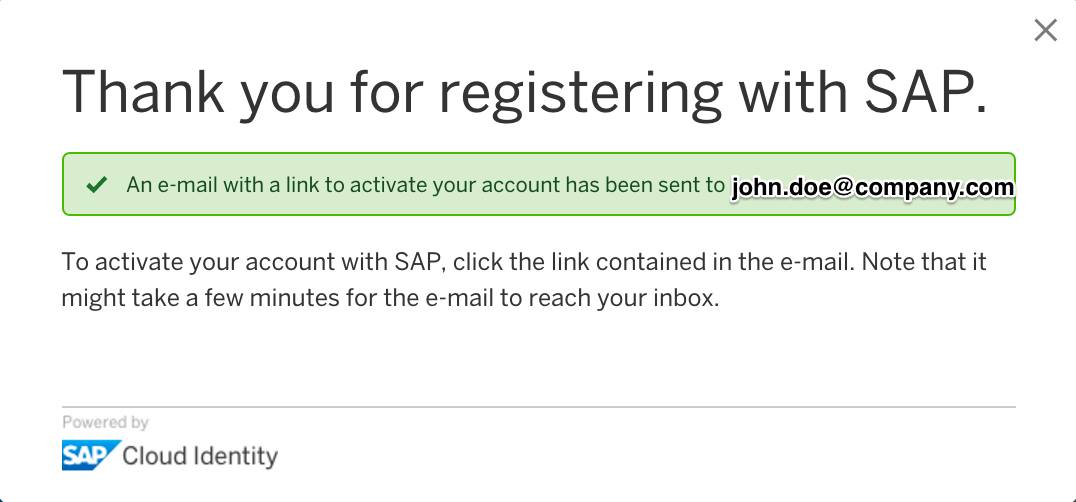 Thank you for registering with SAP.
An e-mail with a link to activate your account has been sent to john.doe@company.com
To activate your account with SAP, click the link contained in the e-mail. Note that it
might take a few minutes for the e-mail to reach your inbox.
Powered by
SAP Cloud Identity